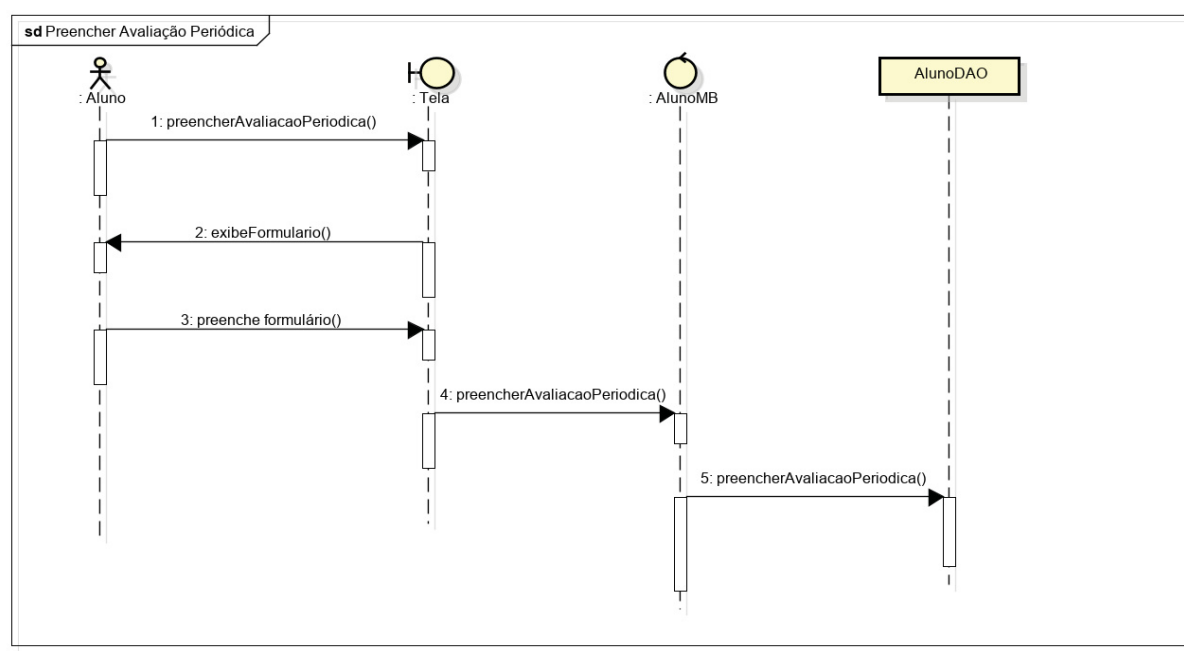 sd Preencher Avaliação Periódica
: Aluno
: Tela
: AlunoMB
AlunoDAO
1: preencherAvaliacaoPeriodica()
2: exibeFormulario()
3: preenche formulário()
4: preencherAvaliacaoPeriodica()
5: preencherAvaliacaoPeriodica()